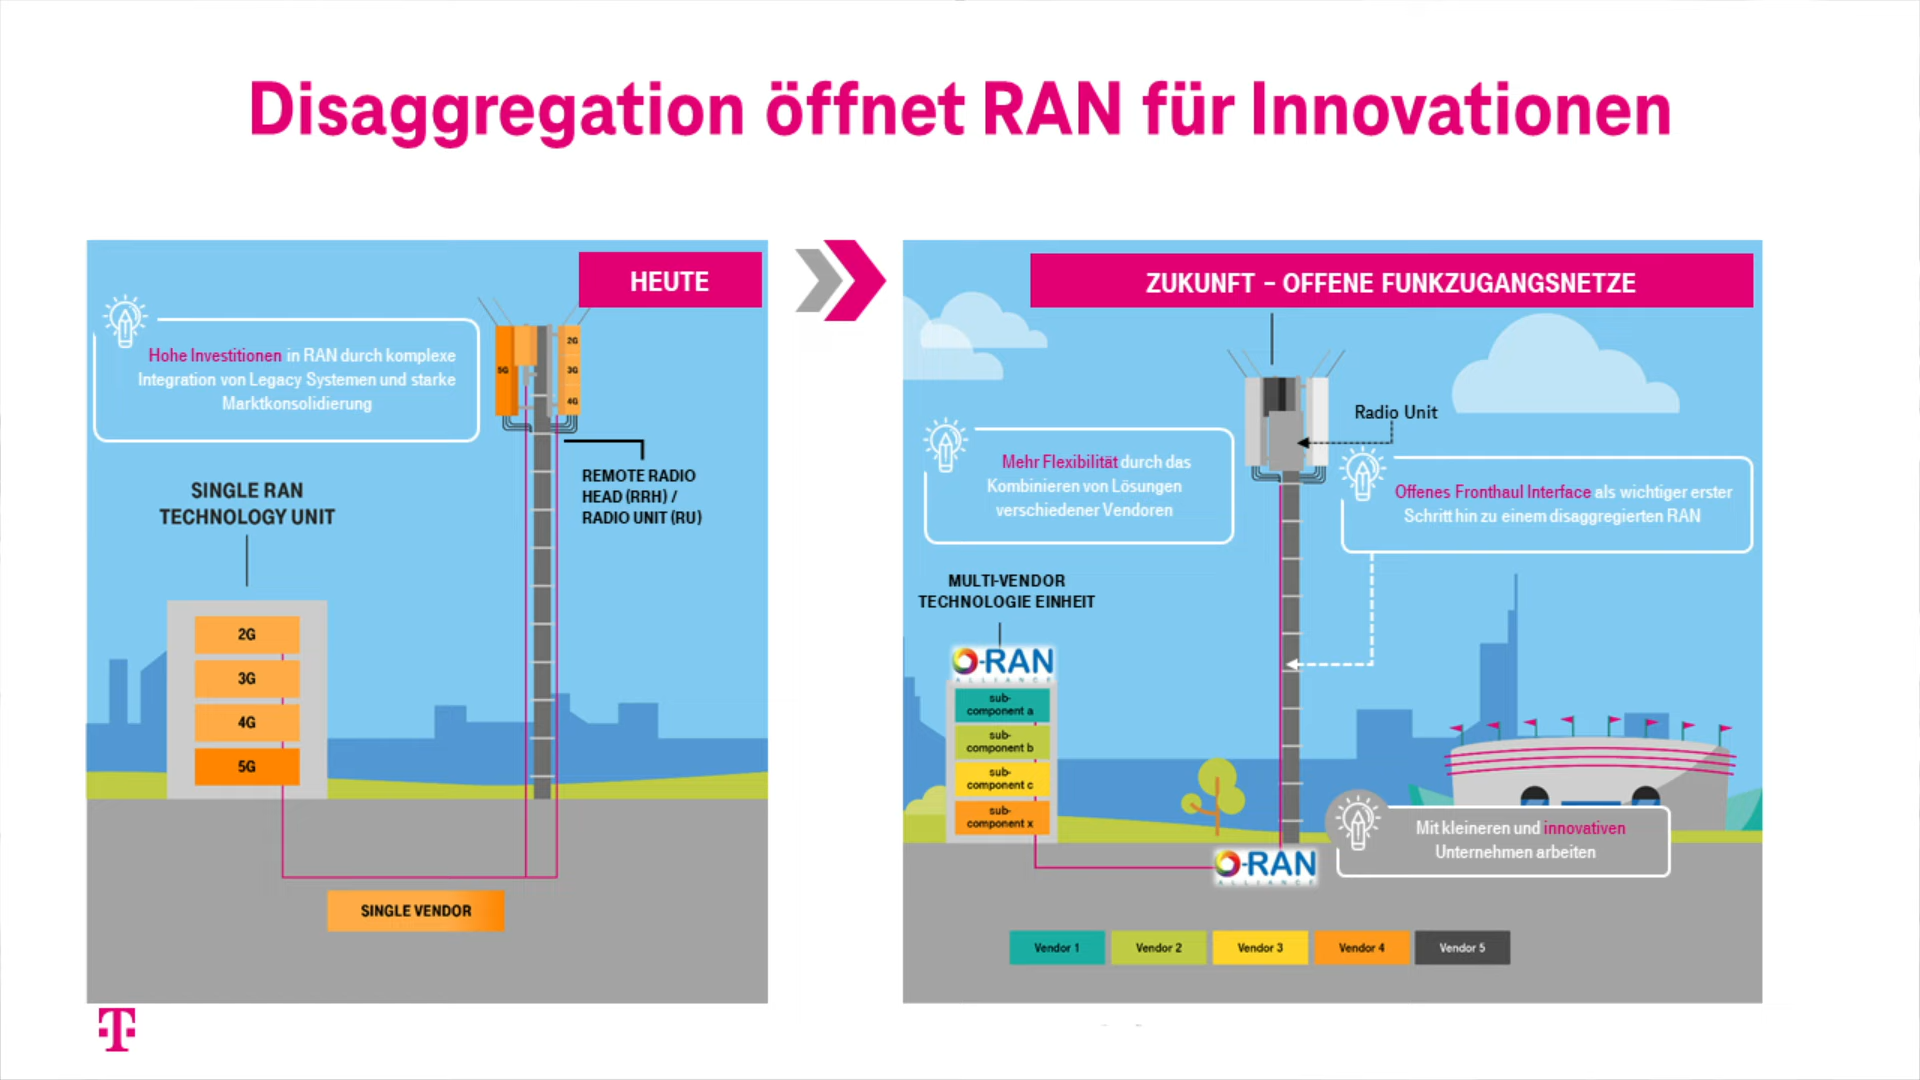 Disaggregation öffnet RAN für Innovationen
HEUTE
Hohe Investitionen in RAN durch komplexe
Integration von Legacy Systemen und starke
Marktkonsolidierung
5G
2G
3G
4G
REMOTE RADIO
HEAD (RRH) /
RADIO UNIT (RU)
SINGLE RAN
TECHNOLOGY UNIT
2G
3G
4G
5G
SINGLE VENDOR
ZUKUNFT – OFFENE FUNKZUGANGSNETZE
Radio Unit
Mehr Flexibilität durch das
Kombinieren von Lösungen
verschiedener Vendoren
Offenes Fronthaul Interface als wichtiger erster
Schritt hin zu einem disaggregierten RAN
MULTI-VENDOR
TECHNOLOGIE EINHEIT
O-RAN
ALLIANCE
sub-
component a
sub-
component b
sub-
component c
sub-
component x
Mit kleineren und innovativen
Unternehmen arbeiten
O-RAN
ALLIANCE
Vendor 1
Vendor 2
Vendor 3
Vendor 4
Vendor 5
T